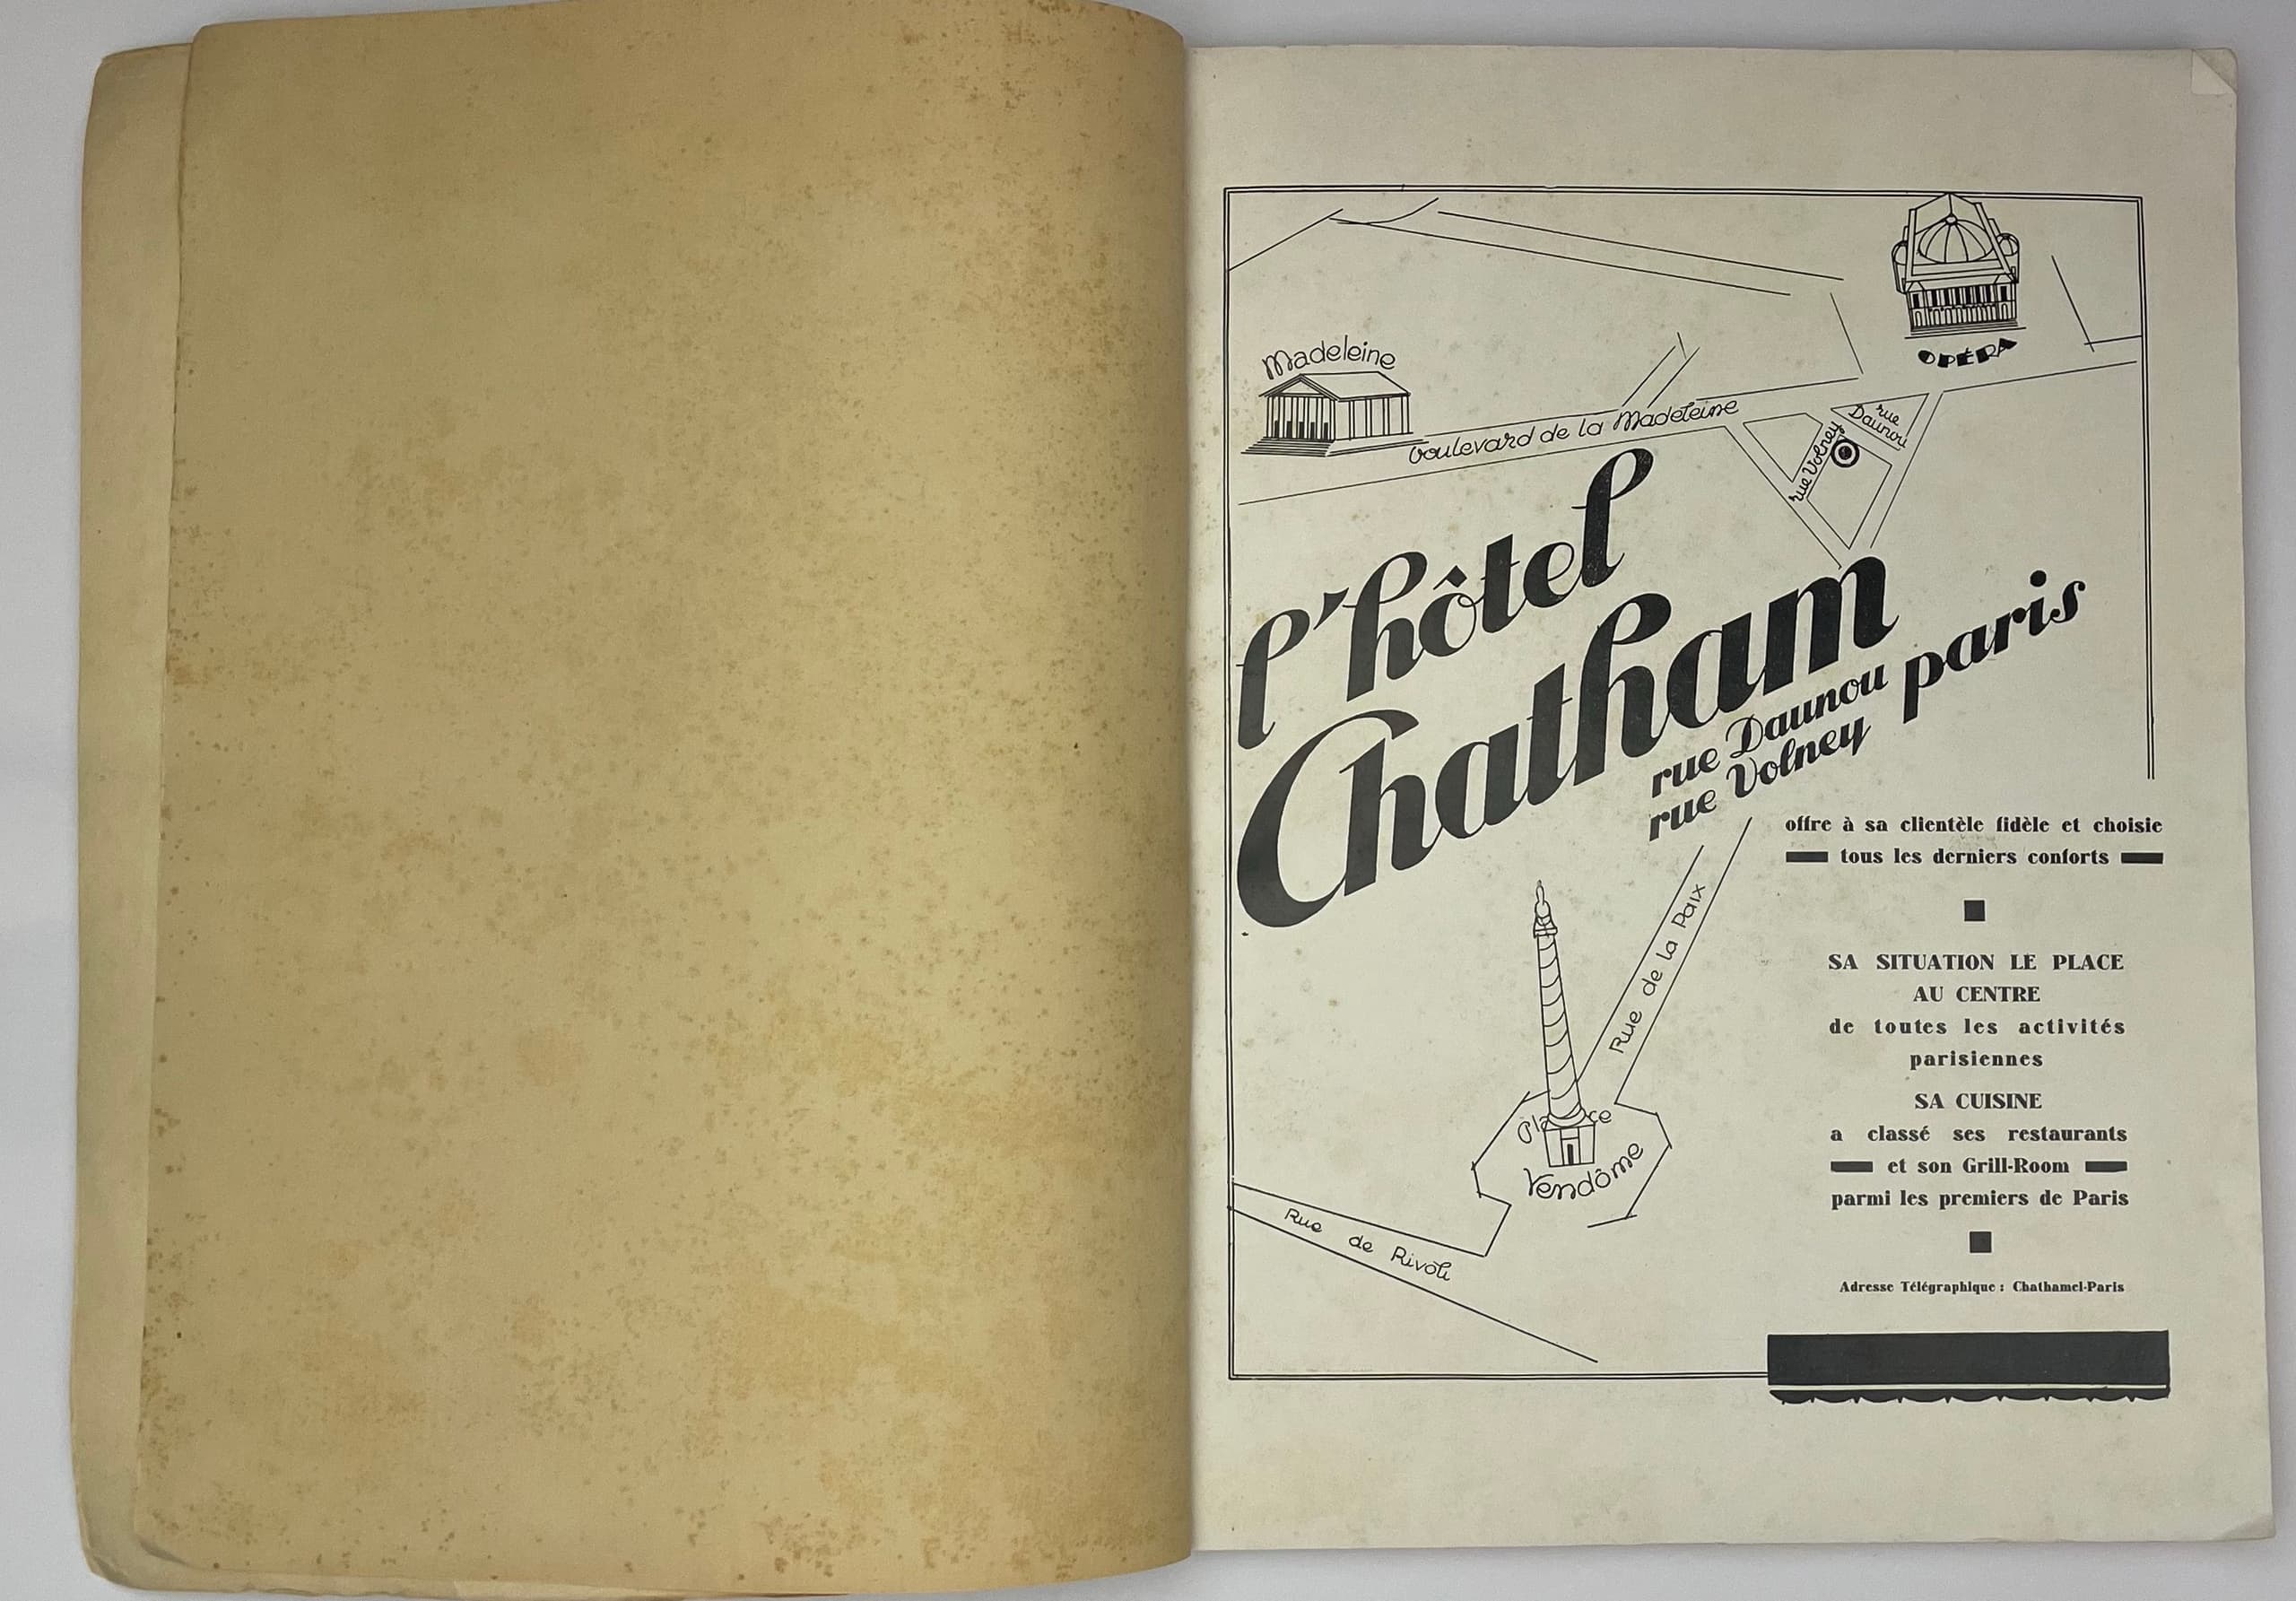 OPÉRA
Madeleine
boulevard de la Madeleine
rue
Daunou
rue Volney
l'hôtel
Chatham
rue Daunou
rue Volney
paris
offre à sa clientèle fidèle et choisie
tous les derniers conforts
SA SITUATION LE PLACE
AU CENTRE
de toutes les activités
parisiennes
SA CUISINE
a classé ses restaurants
et son Grill-Room
parmi les premiers de Paris
Adresse Télégraphique : Chathamel-Paris
Rue de la Paix
Place
Vendôme
Rue de Rivoli